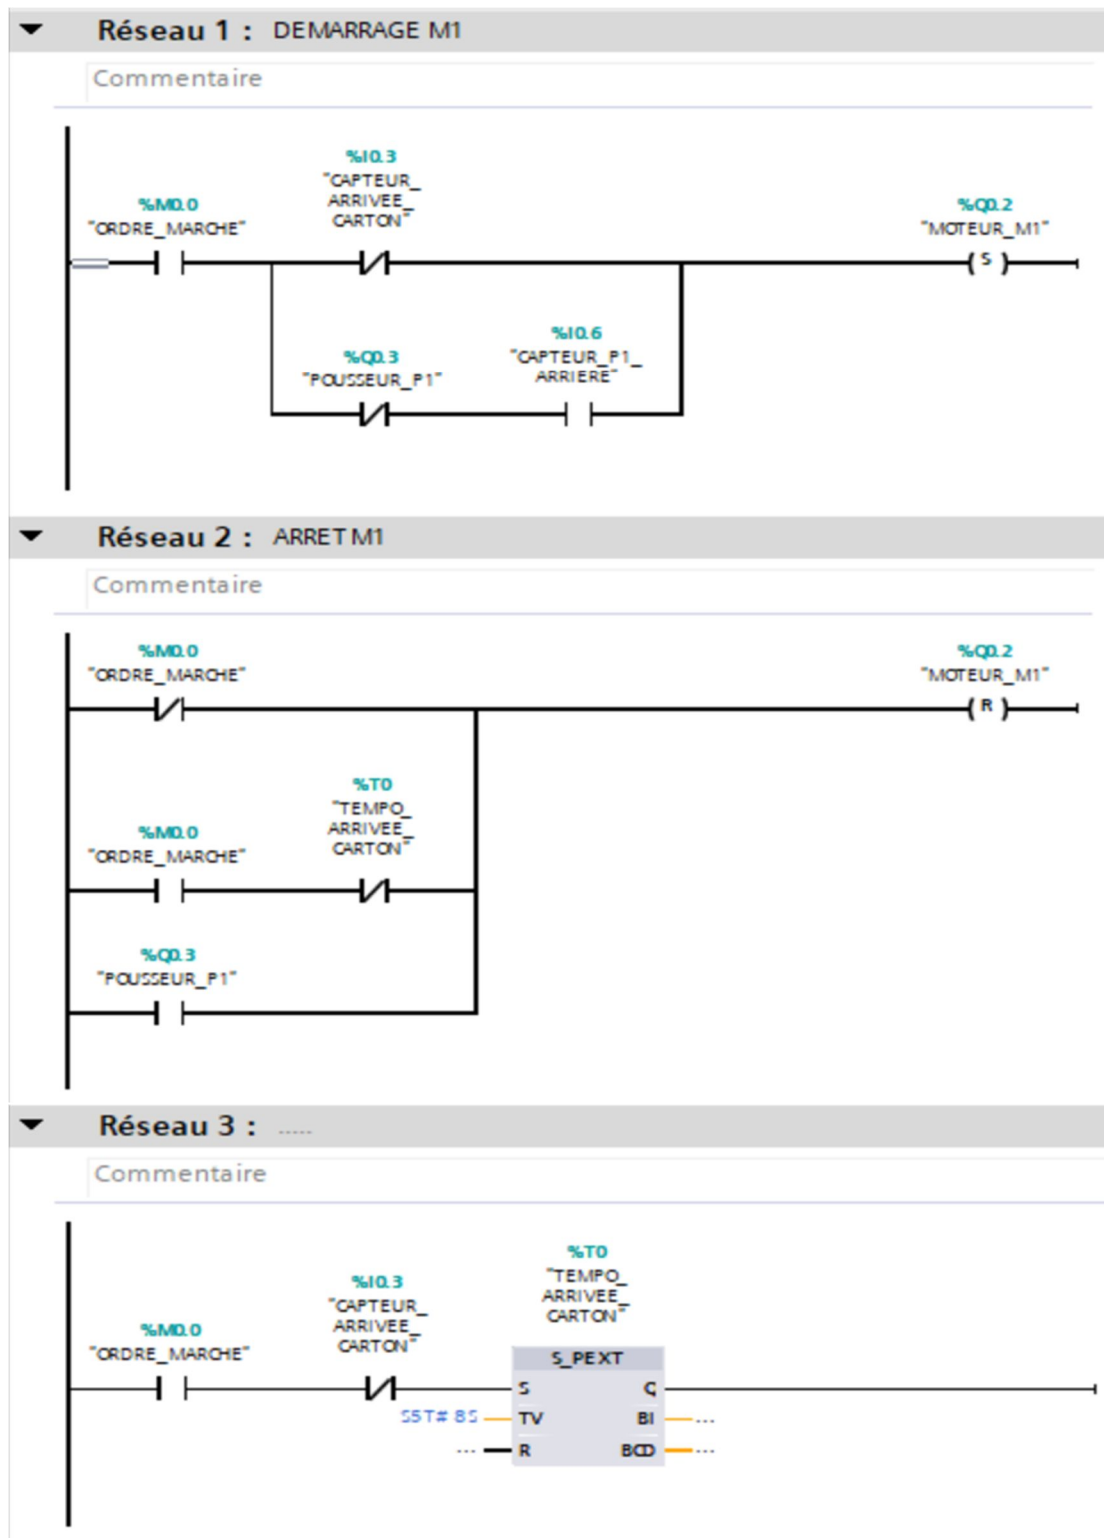 Réseau 1 : DEMARRAGE M1
Commentaire
%I0.3
"CAPTEUR_
ARRIVEE_
CARTON"
%M0.0
"ORDRE_MARCHE"
%Q0.2
"MOTEUR_M1"
S
%I0.6
"CAPTEUR_P1_
ARRIERE"
%Q0.3
"POUSSEUR_P1"
Réseau 2 : ARRET M1
Commentaire
%M0.0
"ORDRE_MARCHE"
%Q0.2
"MOTEUR_M1"
R
%T0
"TEMPO_
ARRIVEE_
CARTON"
%M0.0
"ORDRE_MARCHE"
%Q0.3
"POUSSEUR_P1"
Réseau 3 : .....
Commentaire
%T0
"TEMPO_
ARRIVEE_
CARTON"
%I0.3
"CAPTEUR_
ARRIVEE_
CARTON"
%M0.0
"ORDRE_MARCHE"
S_PEXT
S Q
S5T# 8S TV BI ...
... R BCD ...